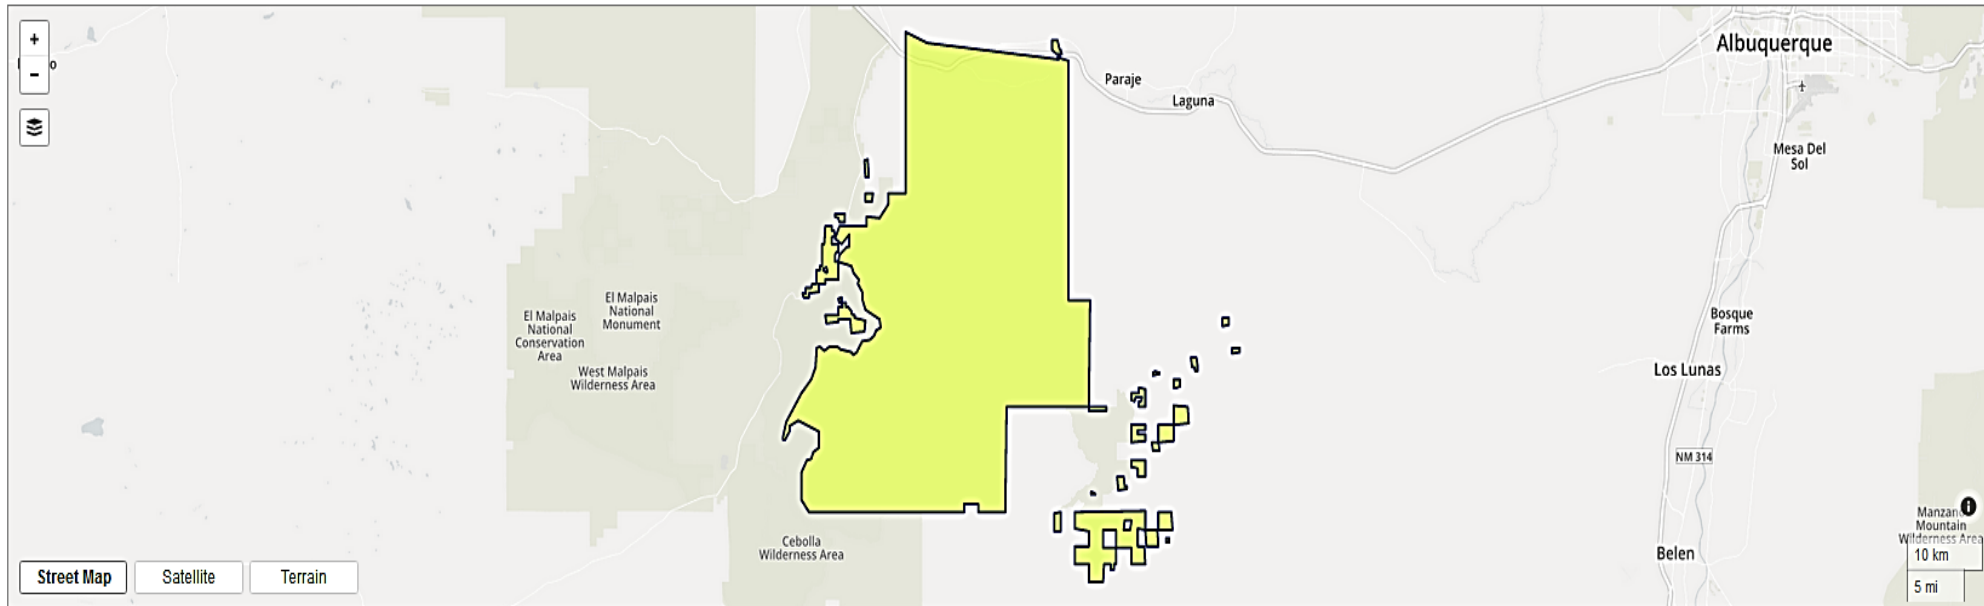 +
−
Albuquerque
Paraje
Laguna
Mesa Del
Sol
El Malpais
National
Monument
El Malpais
National
Conservation
Area
West Malpais
Wilderness Area
Bosque
Farms
Los Lunas
NM 314
Cebolla
Wilderness Area
Belen
Manzano
Mountain
Wilderness Area
10 km
5 mi
Street Map
Satellite
Terrain